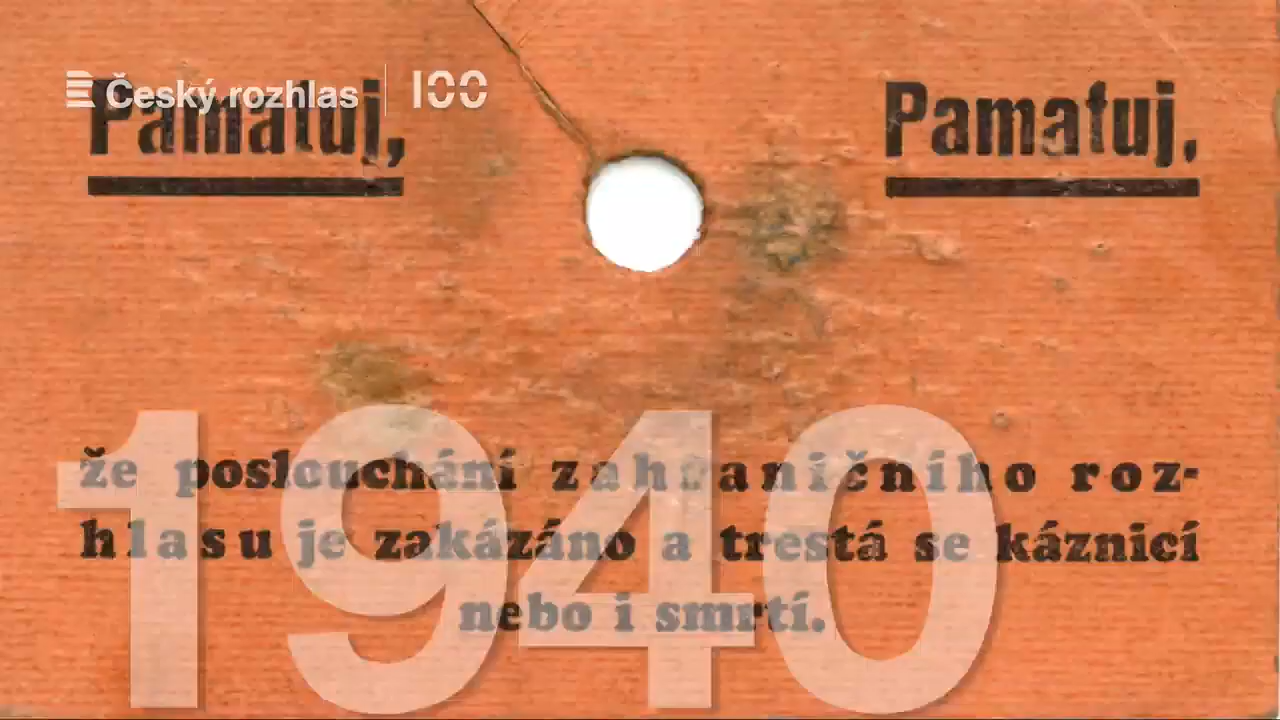 Český rozhlas 100
Pamatuj, Pamatuj,
že poslouchání zahraničního roz-
hlasu je zakázáno a trestá se káznicí
nebo i smrtí.
1940